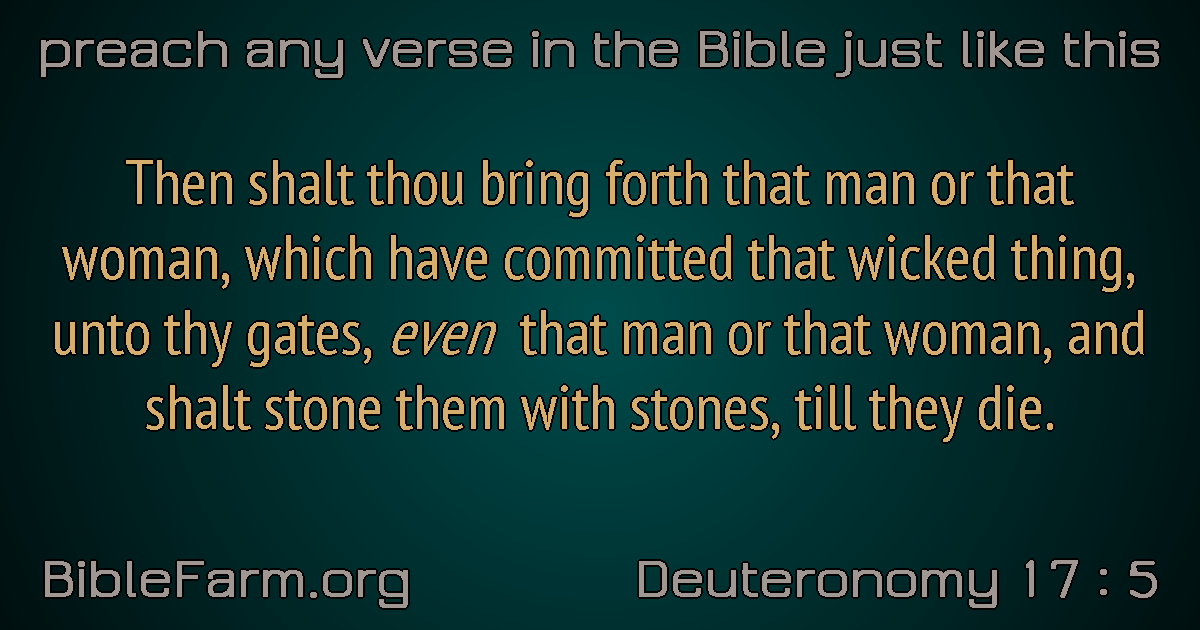 preach any verse in the Bible just like this
Then shalt thou bring forth that man or that
woman, which have committed that wicked thing,
unto thy gates, even that man or that woman, and
shalt stone them with stones, till they die.
BibleFarm.org
Deuteronomy 17 : 5